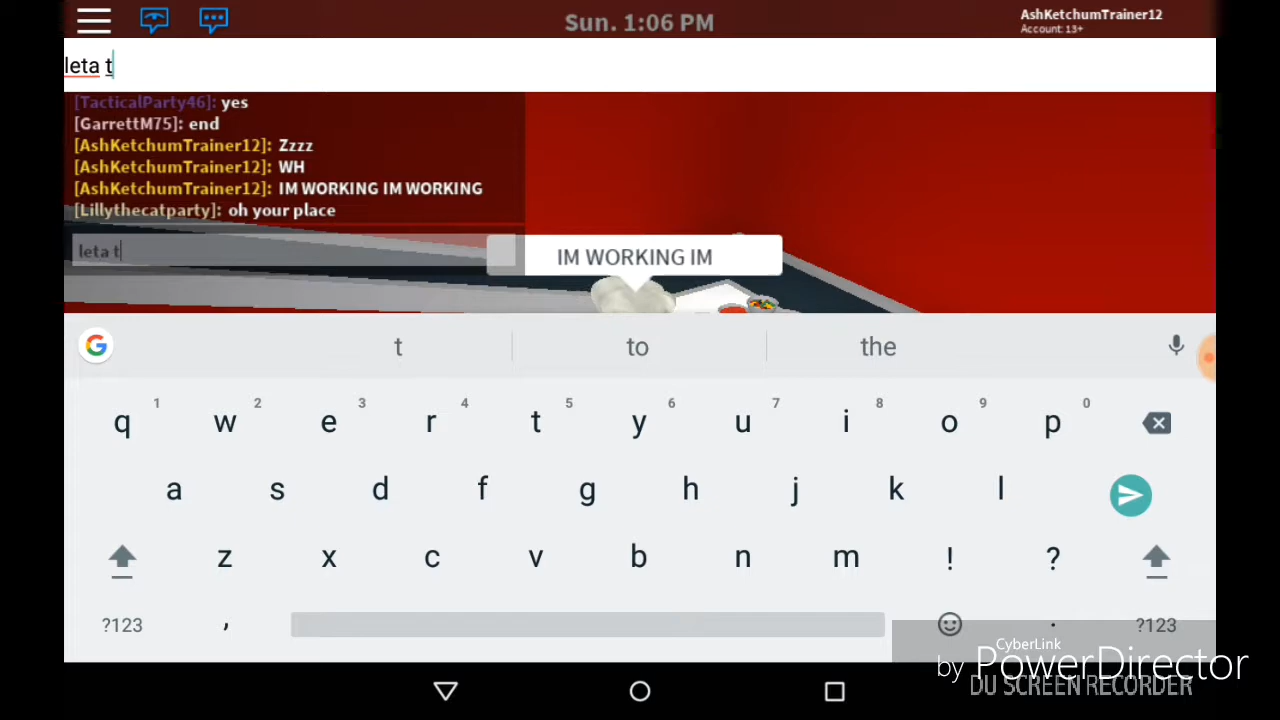 Sun. 1:06 PM
AshKetchumTrainer12
Account: 13+
leta t
[TacticalParty46]: yes
[GarrettM75]: end
[AshKetchumTrainer12]: Zzzz
[AshKetchumTrainer12]: WH
[AshKetchumTrainer12]: IM WORKING IM WORKING
[Lillythecatparty]: oh your place
leta t
IM WORKING IM
G t to the
1 2 3 4 5 6 7 8 9 0
q w e r t y u i o p
a s d f g h j k l
z x c v b n m ! ?
?123 , . ?123
CyberLink
by PowerDirector
DU SCREEN RECORDER